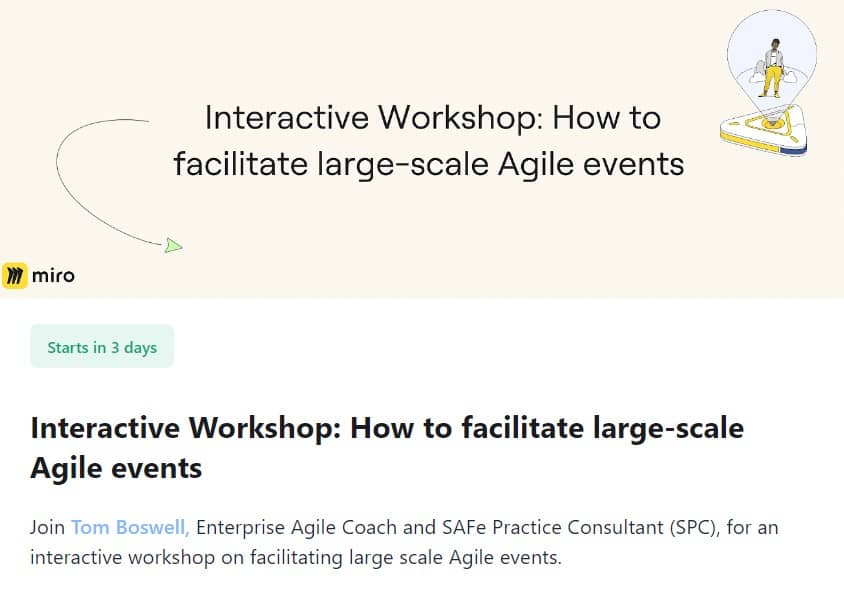 Interactive Workshop: How to
facilitate large-scale Agile events
miro
Starts in 3 days
Interactive Workshop: How to facilitate large-scale
Agile events
Join Tom Boswell, Enterprise Agile Coach and SAFe Practice Consultant (SPC), for an
interactive workshop on facilitating large scale Agile events.